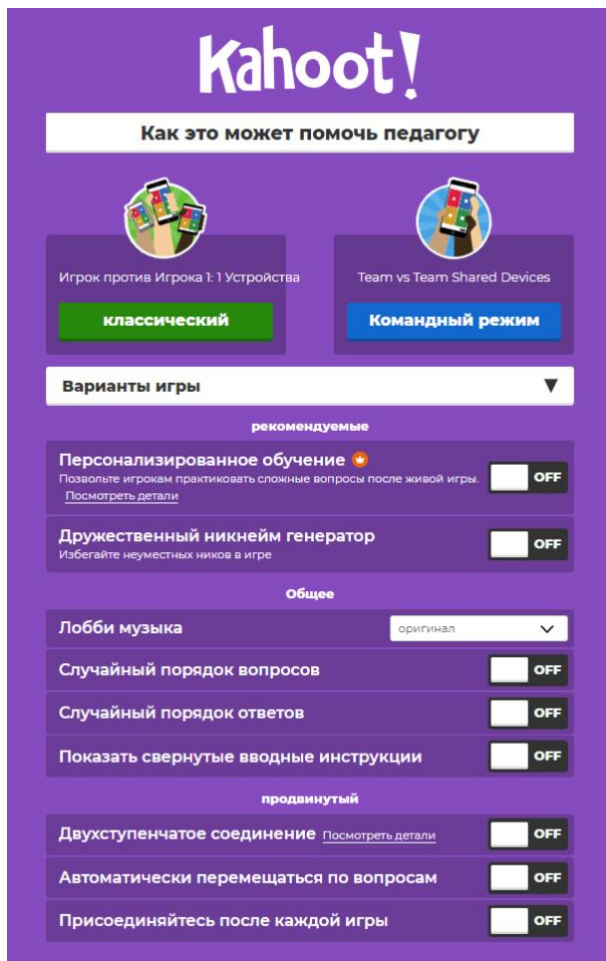 Kahoot!
Как это может помочь педагогу
Игрок против Игрока 1:1 Устройства
классический
Team vs Team Shared Devices
Командный режим
Варианты игры ▼
рекомендуемые
Персонализированное обучение
Позвольте игрокам практиковать сложные вопросы после живой игры.
Посмотреть детали
OFF
Дружественный никнейм генератор
Избегайте неуместных ников в игре
OFF
Общее
Лобби музыка оригинал
Случайный порядок вопросов OFF
Случайный порядок ответов OFF
Показать свернутые вводные инструкции OFF
продвинутый
Двухступенчатое соединение Посмотреть детали OFF
Автоматически перемещаться по вопросам OFF
Присоединяйтесь после каждой игры OFF